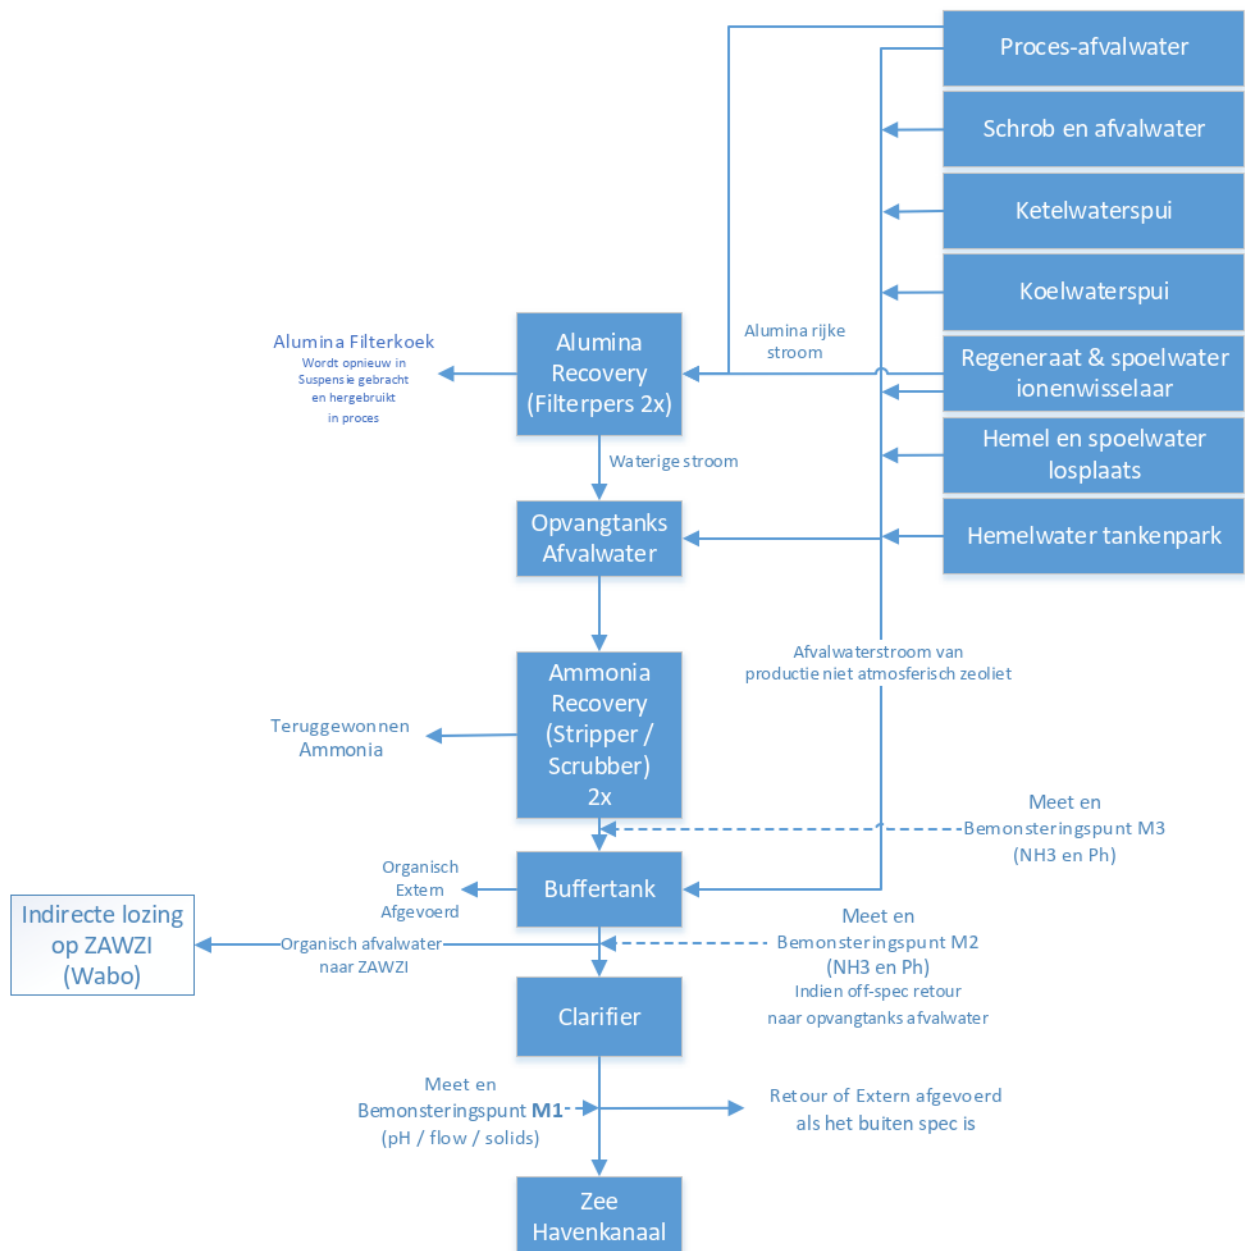 Proces-afvalwater
Schrob en afvalwater
Ketelwaterspui
Koelwaterspui
Alumina rijke
stroom
Regeneraat & spoelwater
ionenwisselaar
Alumina Filterkoek
Wordt opnieuw in
Suspensie gebracht
en hergebruikt
in proces
Alumina
Recovery
(Filterpers 2x)
Hemel en spoelwater
losplaats
Waterige stroom
Opvangtanks
Afvalwater
Hemelwater tankenpark
Afvalwaterstroom van
productie niet atmosferisch zeoliet
Ammonia
Recovery
(Stripper /
Scrubber)
2x
Teruggewonnen
Ammonia
Meet en
Bemonsteringspunt M3
(NH3 en Ph)
Organisch
Extern
Afgevoerd
Buffertank
Indirecte lozing
op ZAWZI
(Wabo)
Organisch afvalwater
naar ZAWZI
Meet en
Bemonsteringspunt M2
(NH3 en Ph)
Indien off-spec retour
naar opvangtanks afvalwater
Clarifier
Meet en
Bemonsteringspunt M1
(pH / flow / solids)
Retour of Extern afgevoerd
als het buiten spec is
Zee
Havenkanaal